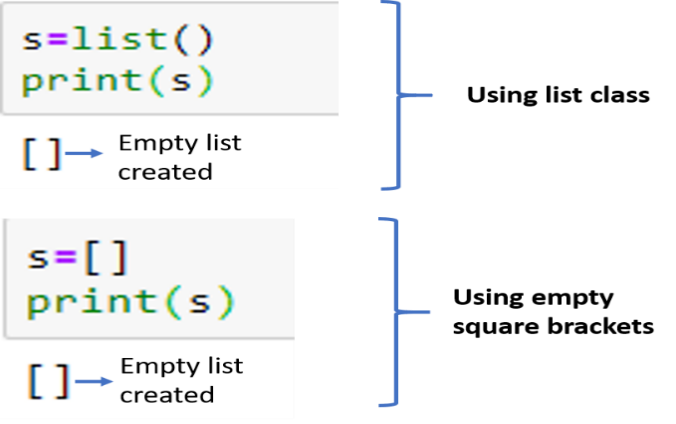 s=list()
print(s)
Using list class
[] Empty list
created
s=[]
print(s)
Using empty
square brackets
[] Empty list
created